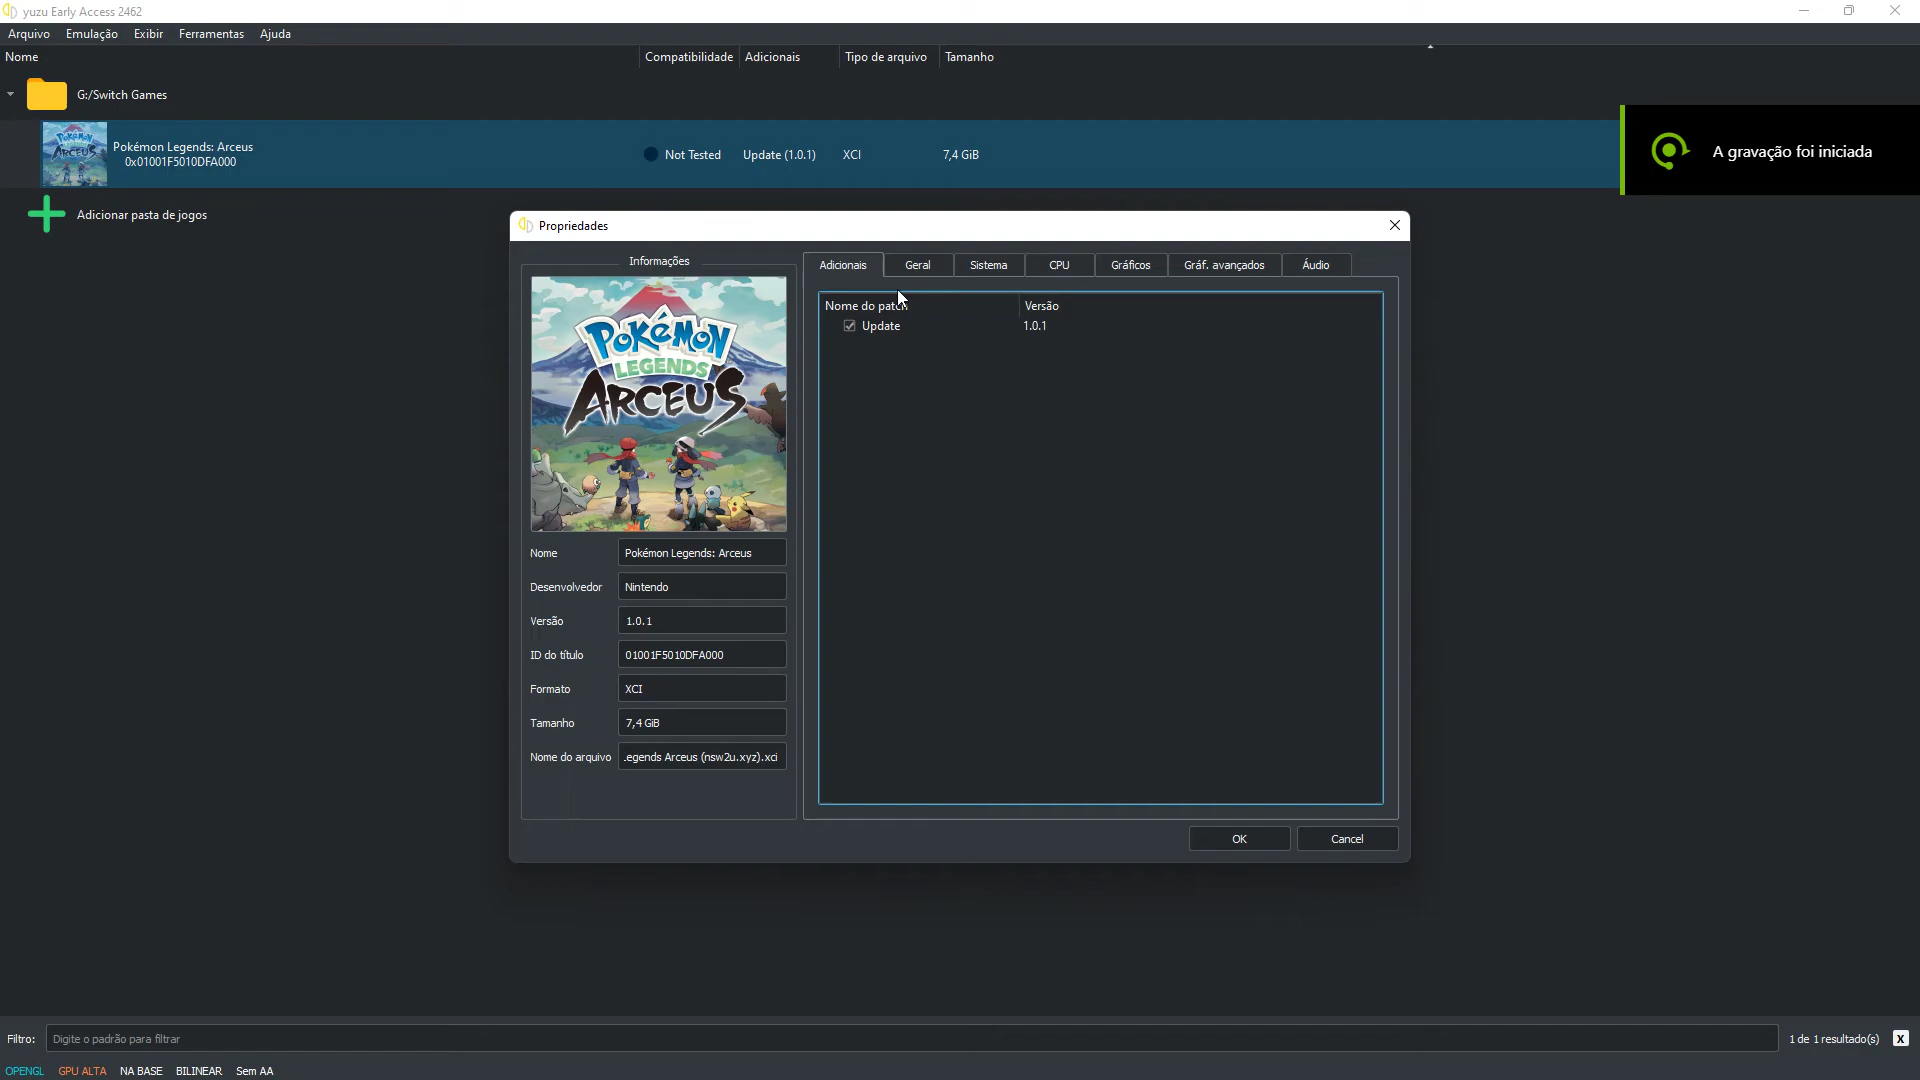 yuzu Early Access 2462
Arquivo Emulação Exibir Ferramentas Ajuda
Nome Compatibilidade Adicionais Tipo de arquivo Tamanho
G:/Switch Games
Pokémon LEGENDS ARCEUS
Pokémon Legends: Arceus
0x01001F5010DFA000
Not Tested Update (1.0.1) XCI 7,4 GiB
A gravação foi iniciada
Adicionar pasta de jogos
Propriedades
Informações
Adicionais Geral Sistema CPU Gráficos Gráf. avançados Áudio
Nome do patch Versão
Update 1.0.1
POKéMON
LEGENDS
ARCEUS
Nome Pokémon Legends: Arceus
Desenvolvedor Nintendo
Versão 1.0.1
ID do título 01001F5010DFA000
Formato XCI
Tamanho 7,4 GiB
Nome do arquivo .egends Arceus (nsw2u.xyz).xci
OK Cancel
Filtro: Digite o padrão para filtrar 1 de 1 resultado(s) X
OPENGL GPU ALTA NA BASE BILINEAR Sem AA